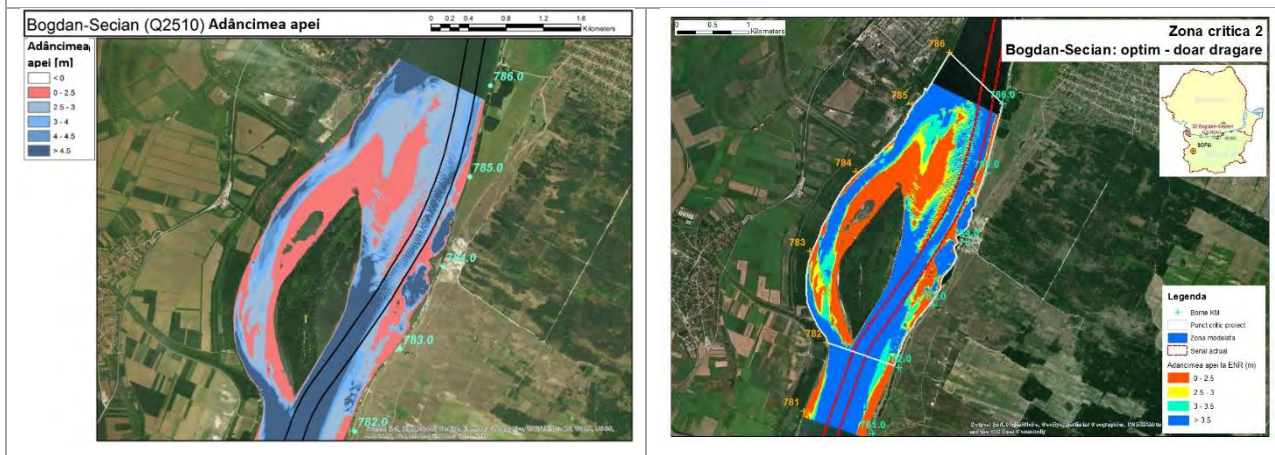 Bogdan-Secian (Q2510) Adâncimea apei
0 0.2 0.4 0.8 1.2 1.6
Kilometers
Adâncimea
apei [m]
< 0
0 - 2.5
2.5 - 3
3 - 4
4 - 4.5
> 4.5
786.0
785.0
784.0
783.0
782.0
0 0.5 1
Kilometers
Zona critica 2
Bogdan-Secian: optim - doar dragare
SOFIA
786
785
784
783
782
781
786.0
781.0
Legenda
Borne KM
Punct critic proiect
Zona modelata
Senal actual
Adancimea apei la ENR (m)
0 - 2.5
2.5 - 3
3 - 3.5
> 3.5